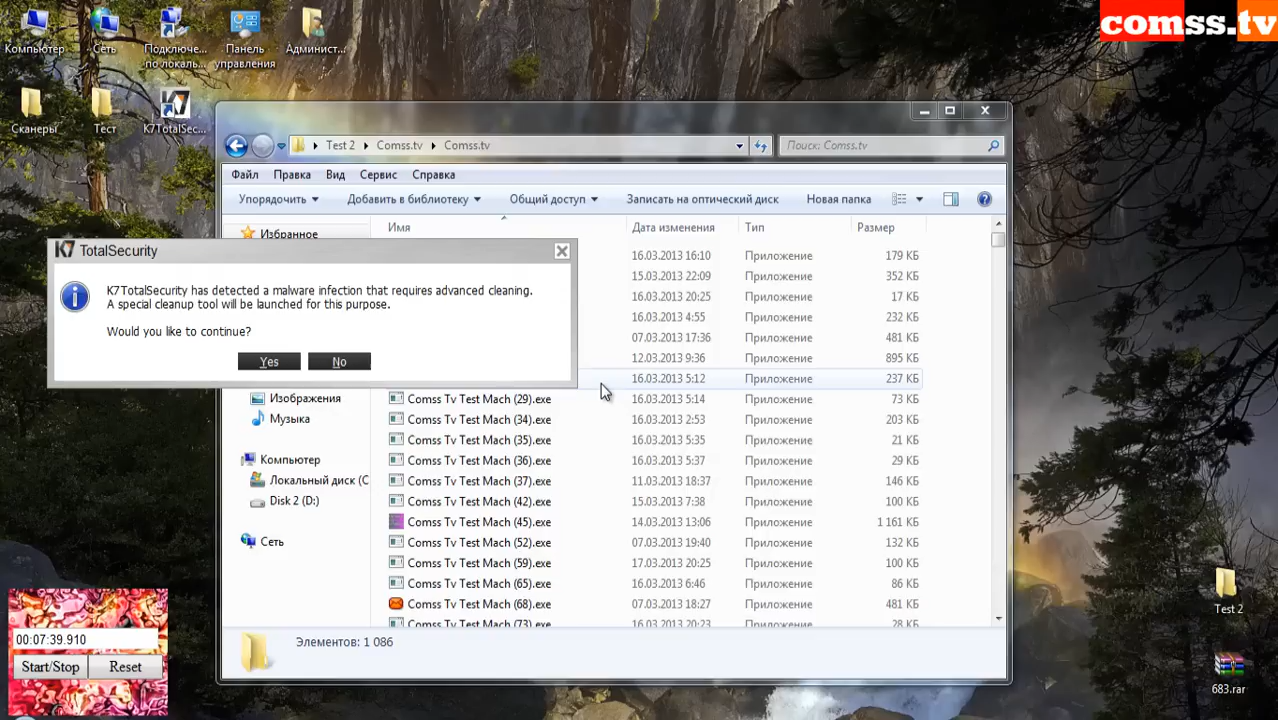 comss.tv
Компьютер
Сеть
Подключе...
по локаль...
Панель
управления
Админист...
Сканеры
Тест
K7TotalSec...
Test 2
Comss.tv
Comss.tv
Поиск: Comss.tv
Файл
Правка
Вид
Сервис
Справка
Упорядочить
Добавить в библиотеку
Общий доступ
Записать на оптический диск
Новая папка
Избранное
Имя
Дата изменения
Тип
Размер
K7 TotalSecurity
K7TotalSecurity has detected a malware infection that requires advanced cleaning.
A special cleanup tool will be launched for this purpose.
Would you like to continue?
Yes
No
16.03.2013 16:10 Приложение 179 КБ
15.03.2013 22:09 Приложение 352 КБ
16.03.2013 20:25 Приложение 17 КБ
16.03.2013 4:55 Приложение 232 КБ
07.03.2013 17:36 Приложение 481 КБ
12.03.2013 9:36 Приложение 895 КБ
16.03.2013 5:12 Приложение 237 КБ
Comss Tv Test Mach (29).exe 16.03.2013 5:14 Приложение 73 КБ
Comss Tv Test Mach (34).exe 16.03.2013 2:53 Приложение 203 КБ
Comss Tv Test Mach (35).exe 16.03.2013 5:35 Приложение 21 КБ
Comss Tv Test Mach (36).exe 16.03.2013 5:37 Приложение 29 КБ
Comss Tv Test Mach (37).exe 11.03.2013 18:37 Приложение 146 КБ
Comss Tv Test Mach (42).exe 15.03.2013 7:38 Приложение 100 КБ
Comss Tv Test Mach (45).exe 14.03.2013 13:06 Приложение 1 161 КБ
Comss Tv Test Mach (52).exe 07.03.2013 19:40 Приложение 132 КБ
Comss Tv Test Mach (59).exe 17.03.2013 20:25 Приложение 100 КБ
Comss Tv Test Mach (65).exe 16.03.2013 6:46 Приложение 86 КБ
Comss Tv Test Mach (68).exe 07.03.2013 18:27 Приложение 481 КБ
Comss Tv Test Mach (73).exe 16.03.2013 20:23 Приложение 28 КБ
Изображения
Музыка
Компьютер
Локальный диск (C
Disk 2 (D:)
Сеть
Элементов: 1 086
00:07:39.910
Start/Stop
Reset
Test 2
683.rar